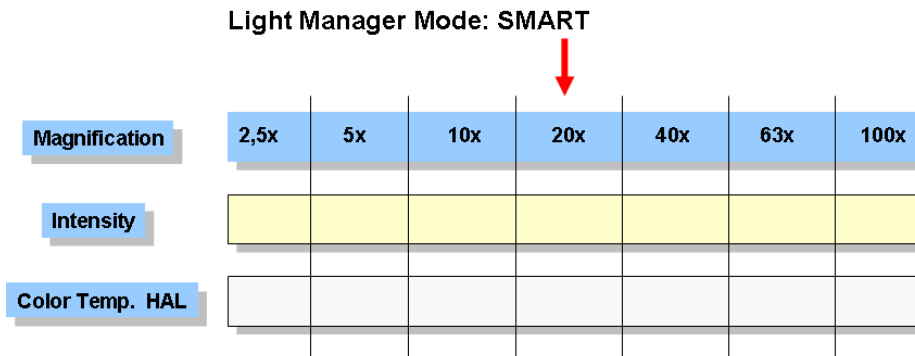 Light Manager Mode: SMART
Magnification 2,5x 5x 10x 20x 40x 63x 100x
Intensity
Color Temp. HAL